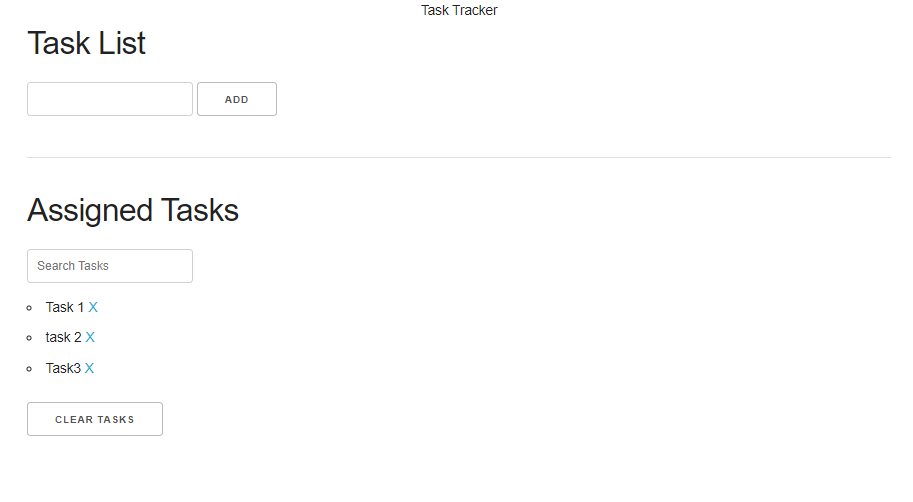 Task Tracker
Task List
ADD
Assigned Tasks
Search Tasks
Task 1 X
task 2 X
Task3 X
CLEAR TASKS